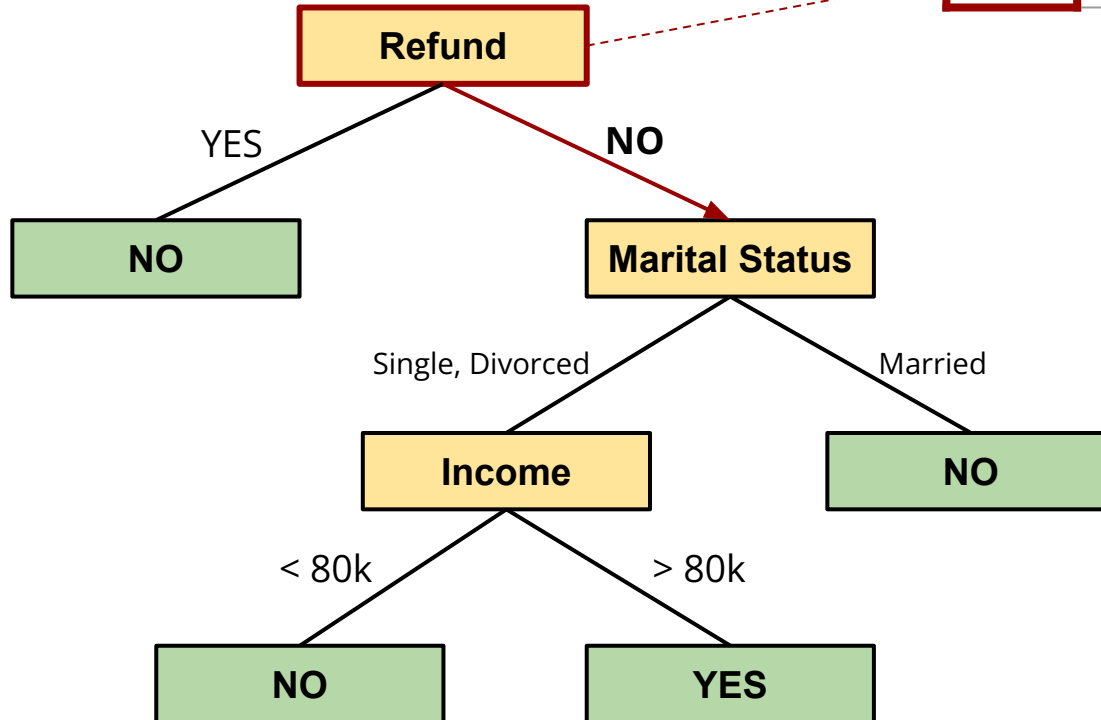 Refund
YES
NO
NO
Marital Status
Single, Divorced
Married
Income
NO
< 80k
> 80k
NO
YES